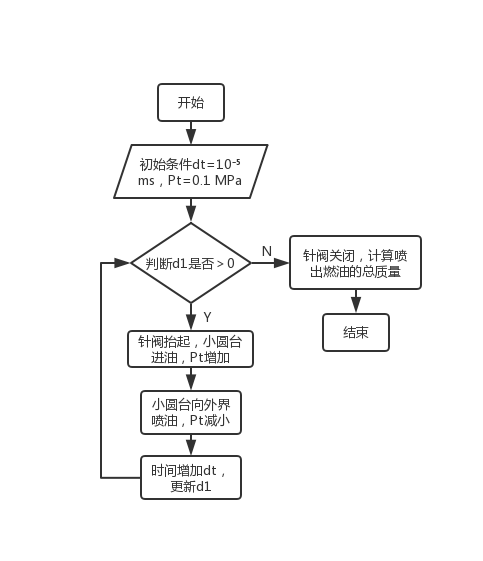 开始
初始条件dt=10⁻⁵
ms，Pt=0.1 MPa
判断d1是否＞0
N
针阀关闭，计算喷
出燃油的总质量
结束
Y
针阀抬起，小圆台
进油，Pt增加
小圆台向外界
喷油，Pt减小
时间增加dt，
更新d1